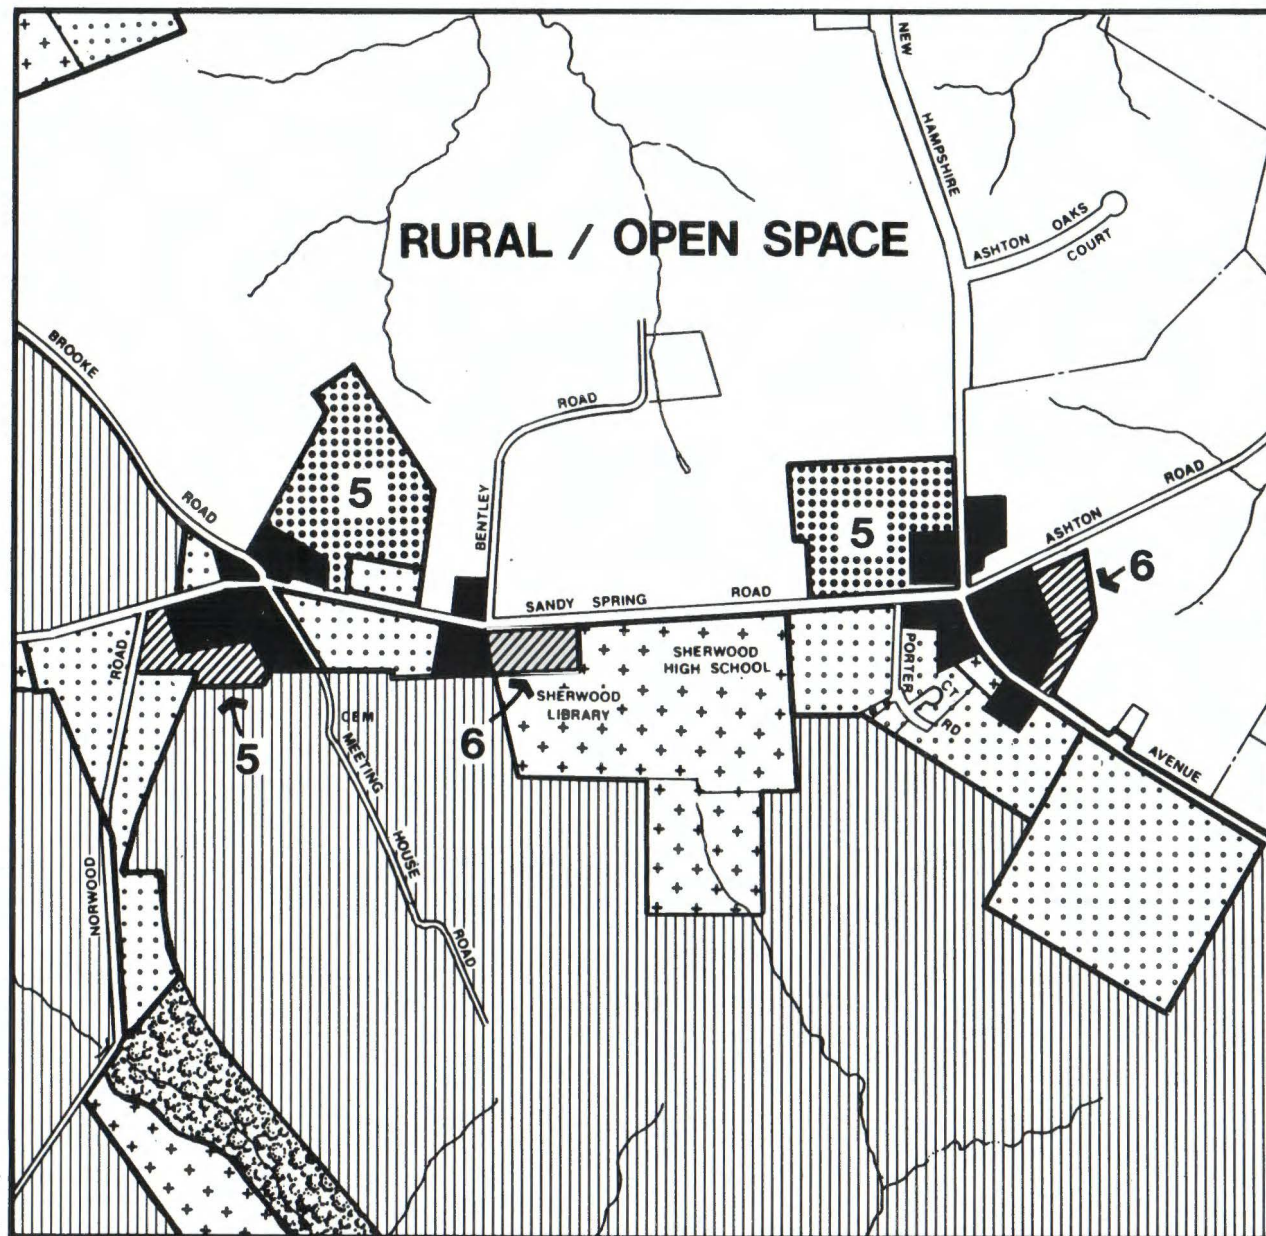 NEW
HAMPSHIRE
ASHTON OAKS
COURT
RURAL / OPEN SPACE
BROOKE
ROAD
ROAD
BENTLEY
5
5
ASHTON ROAD
6
SANDY SPRING ROAD
ROAD
PORTER
RD
CT
SHERWOOD
HIGH SCHOOL
SHERWOOD
LIBRARY
5
6
CEM
MEETING
HOUSE
ROAD
AVENUE
NORWOOD